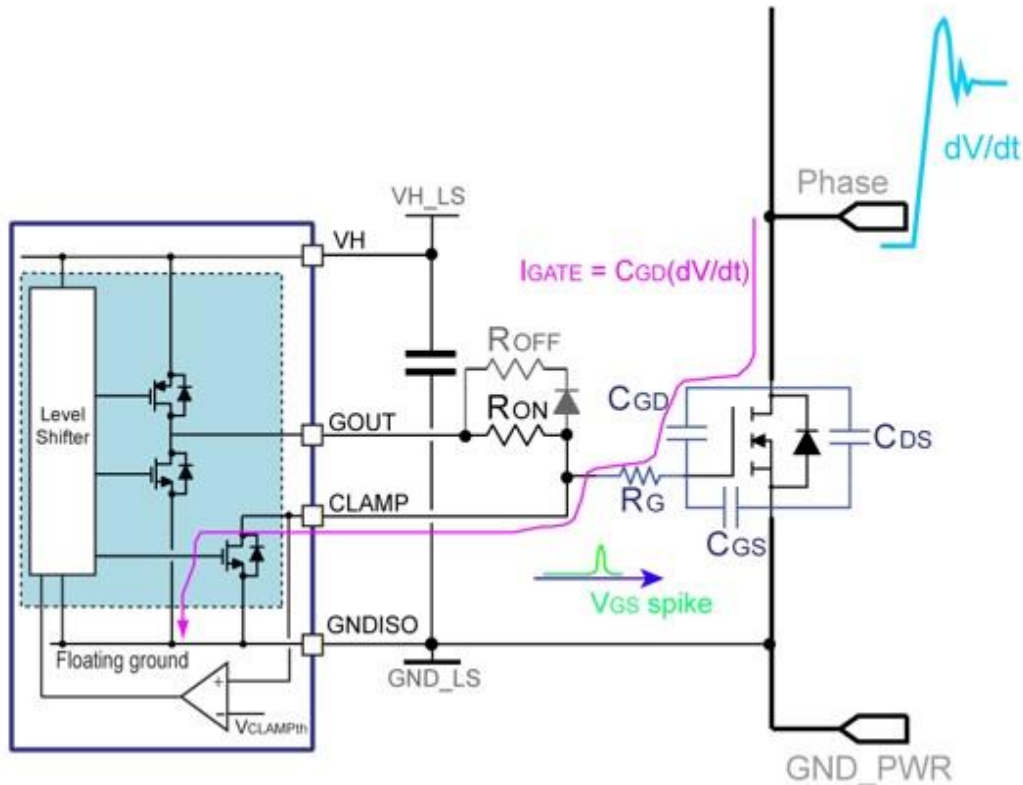 dV/dt
Phase
VH_LS
VH
IGATE = CGD(dV/dt)
ROFF
RON
Level
Shifter
GOUT
CGD
CDS
CLAMP
RG
CGS
VGS spike
GNDISO
Floating ground
GND_LS
+
−
VCLAMPth
GND_PWR